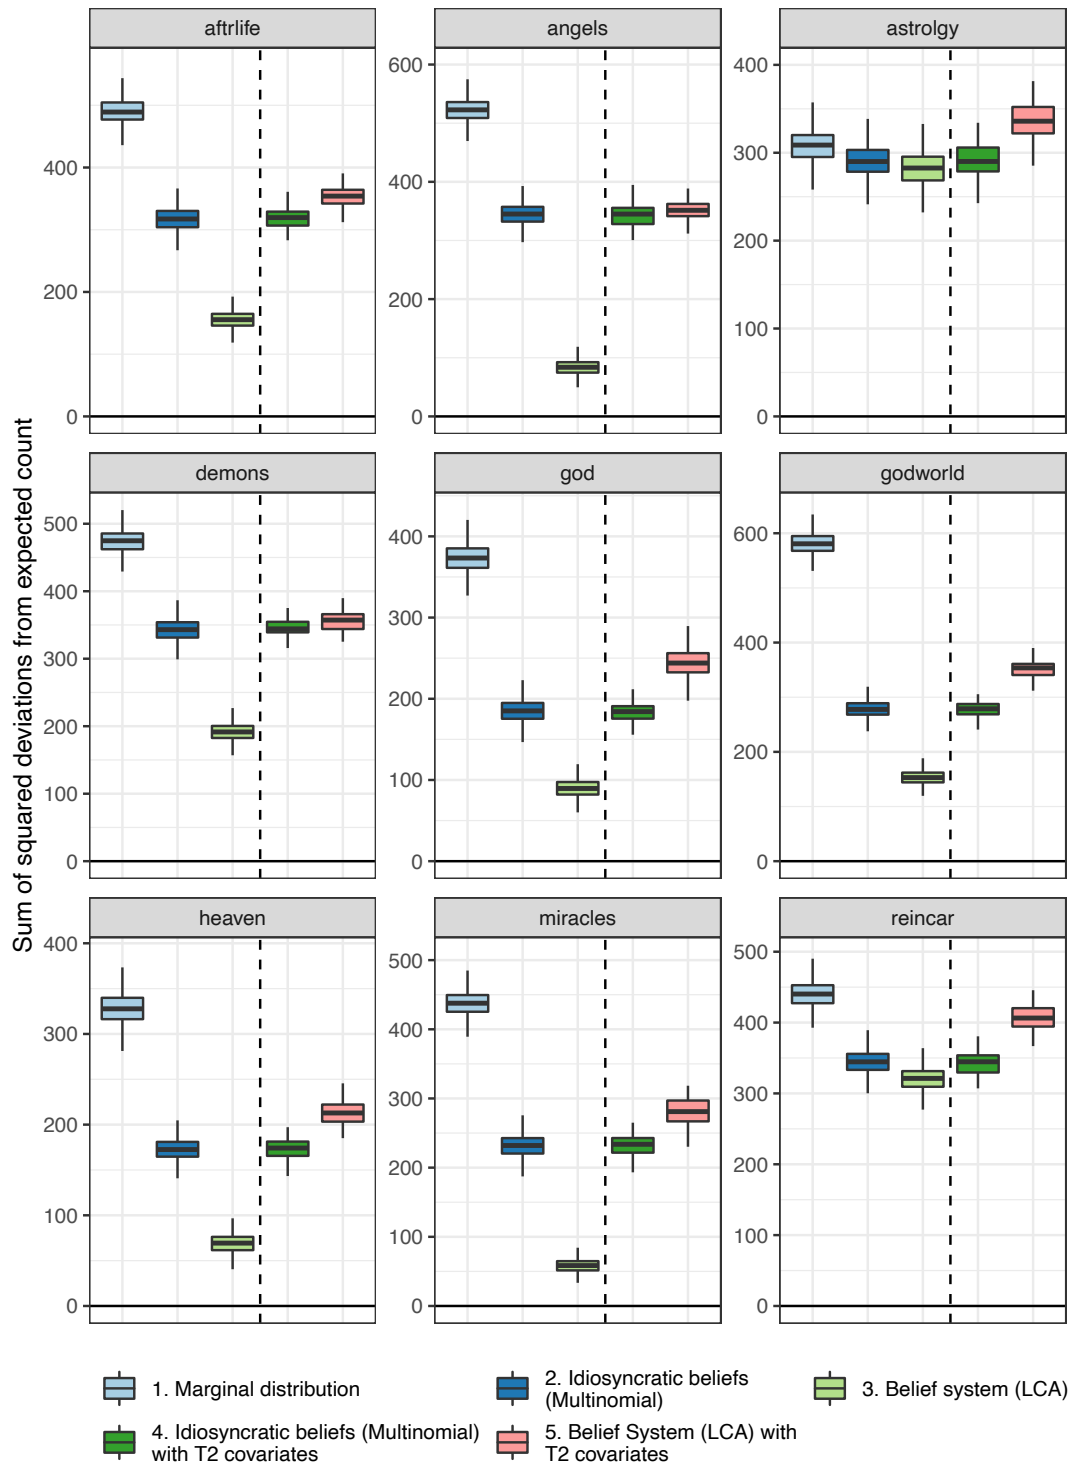 aftrlife
angels
astrolgy
400
200
0
600
400
200
0
400
300
200
100
0
demons
god
godworld
500
400
300
200
100
0
400
300
200
100
0
600
400
200
0
Sum of squared deviations from expected count
heaven
miracles
reincar
400
300
200
100
0
500
400
300
200
100
0
500
400
300
200
100
0
1. Marginal distribution
2. Idiosyncratic beliefs
(Multinomial)
3. Belief system (LCA)
4. Idiosyncratic beliefs (Multinomial)
with T2 covariates
5. Belief System (LCA) with
T2 covariates